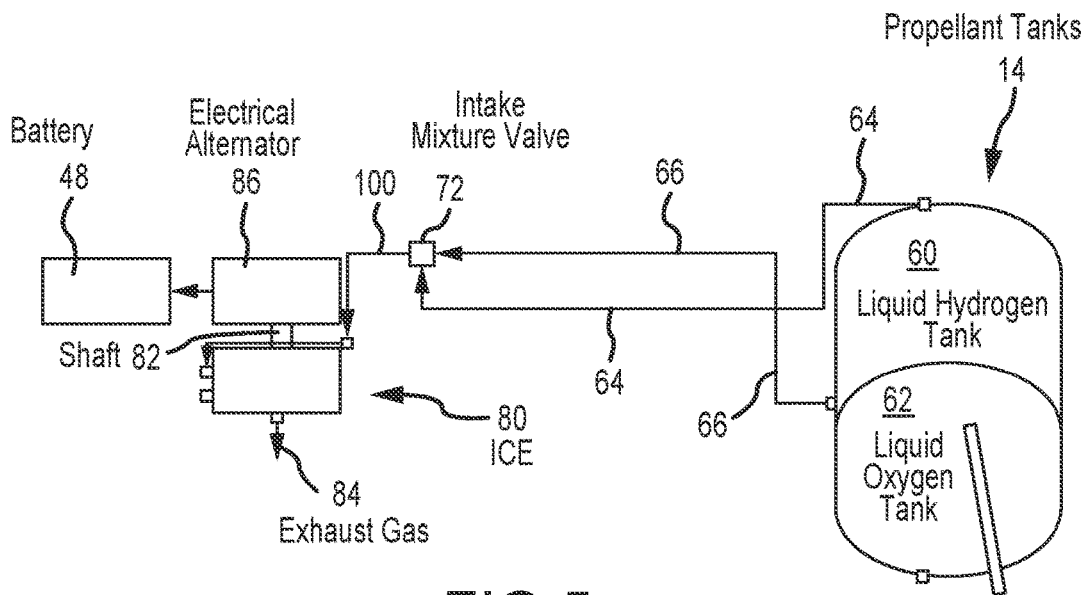 Propellant Tanks
14
Battery
48
Electrical
Alternator
86
Intake
Mixture Valve
72
100
66
64
60
Liquid Hydrogen
Tank
Shaft 82
64
66
62
Liquid
Oxygen
Tank
80
ICE
84
Exhaust Gas